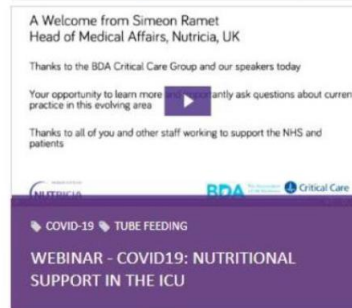 A Welcome from Simeon Ramet
Head of Medical Affairs, Nutricia, UK
Thanks to the BDA Critical Care Group and our speakers today
Your opportunity to learn more antly ask questions about curren
practice in this evolving area
Thanks to all of you and other staff working to support the NHS and
patients
NUTRICIA
BDA Critical Care
COVID-19 TUBE FEEDING
WEBINAR - COVID19: NUTRITIONAL
SUPPORT IN THE ICU